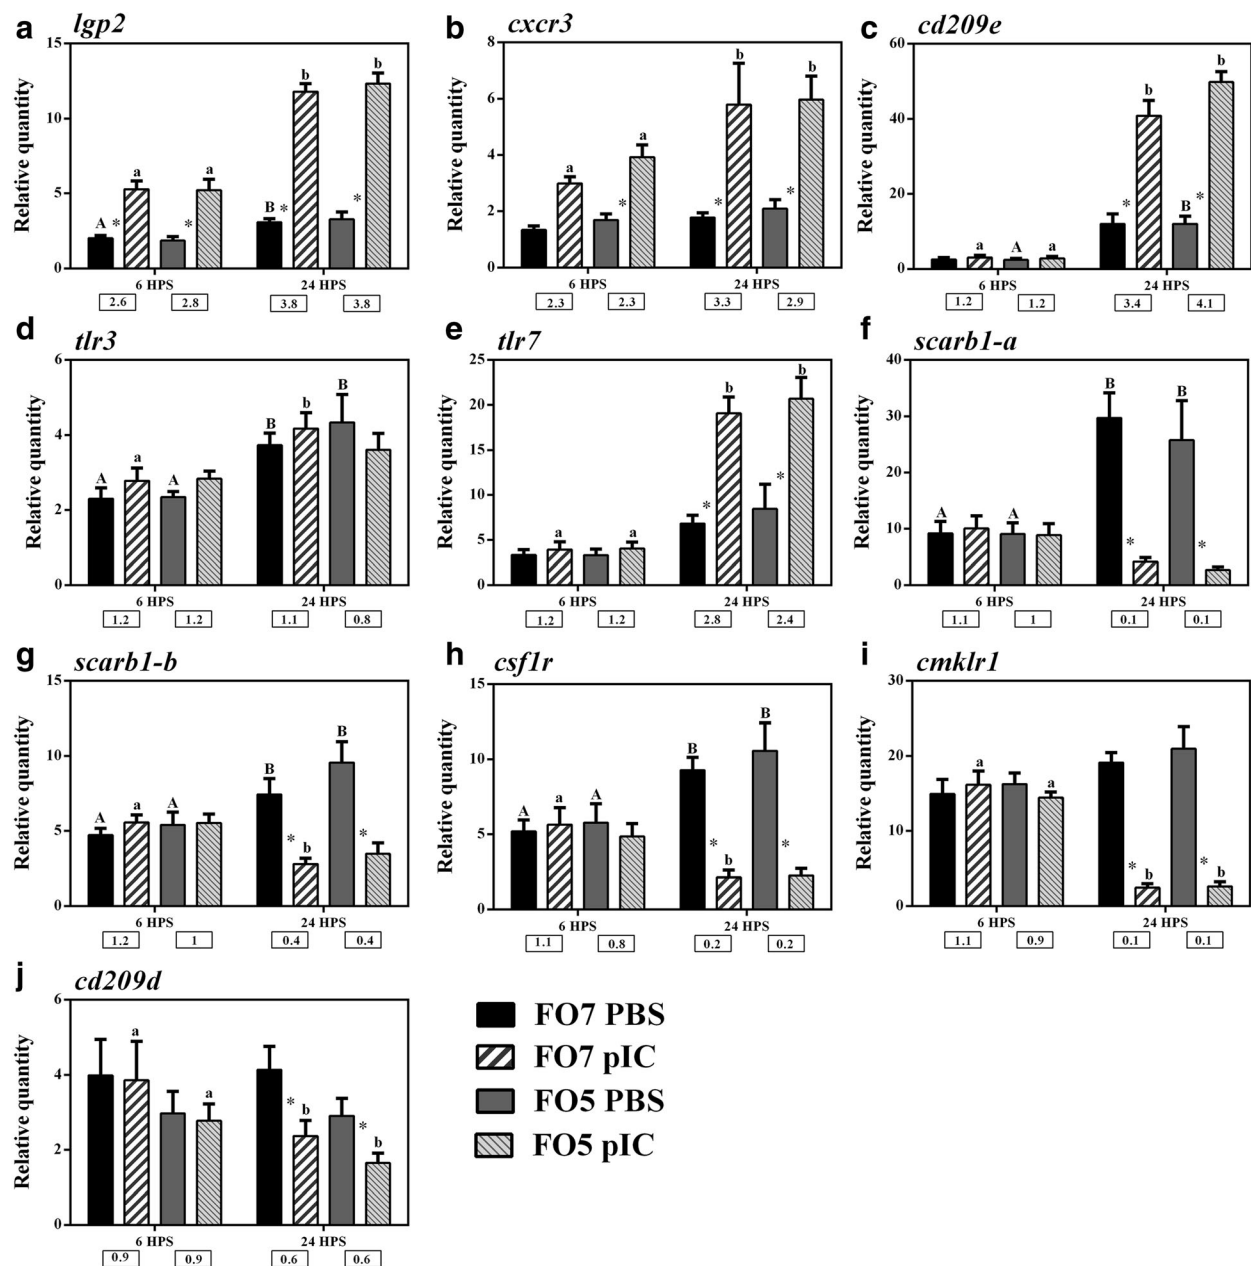 a lgp2
15
10
5
0
Relative quantity
A * a * a B * b * b
6 HPS 24 HPS
2.6 2.8 3.8 3.8
b cxcr3
8
6
4
2
0
Relative quantity
a * a * b * b
6 HPS 24 HPS
2.3 2.3 3.3 2.9
c cd209e
60
40
20
0
Relative quantity
a A a * b B * b
6 HPS 24 HPS
1.2 1.2 3.4 4.1
d tlr3
6
4
2
0
Relative quantity
A a A B b B
6 HPS 24 HPS
1.2 1.2 1.1 0.8
e tlr7
25
20
15
10
5
0
Relative quantity
a a * b * b
6 HPS 24 HPS
1.2 1.2 2.8 2.4
f scarb1-a
40
30
20
10
0
Relative quantity
A A B * B *
6 HPS 24 HPS
1.1 1 0.1 0.1
g scarb1-b
15
10
5
0
Relative quantity
A a A B * b B *
6 HPS 24 HPS
1.2 1 0.4 0.4
h csf1r
15
10
5
0
Relative quantity
A a A B * b B *
6 HPS 24 HPS
1.1 0.8 0.2 0.2
i cmklr1
30
20
10
0
Relative quantity
a a * b * b
6 HPS 24 HPS
1.1 0.9 0.1 0.1
j cd209d
6
4
2
0
Relative quantity
a a * b * b
6 HPS 24 HPS
0.9 0.9 0.6 0.6
FO7 PBS
FO7 pIC
FO5 PBS
FO5 pIC